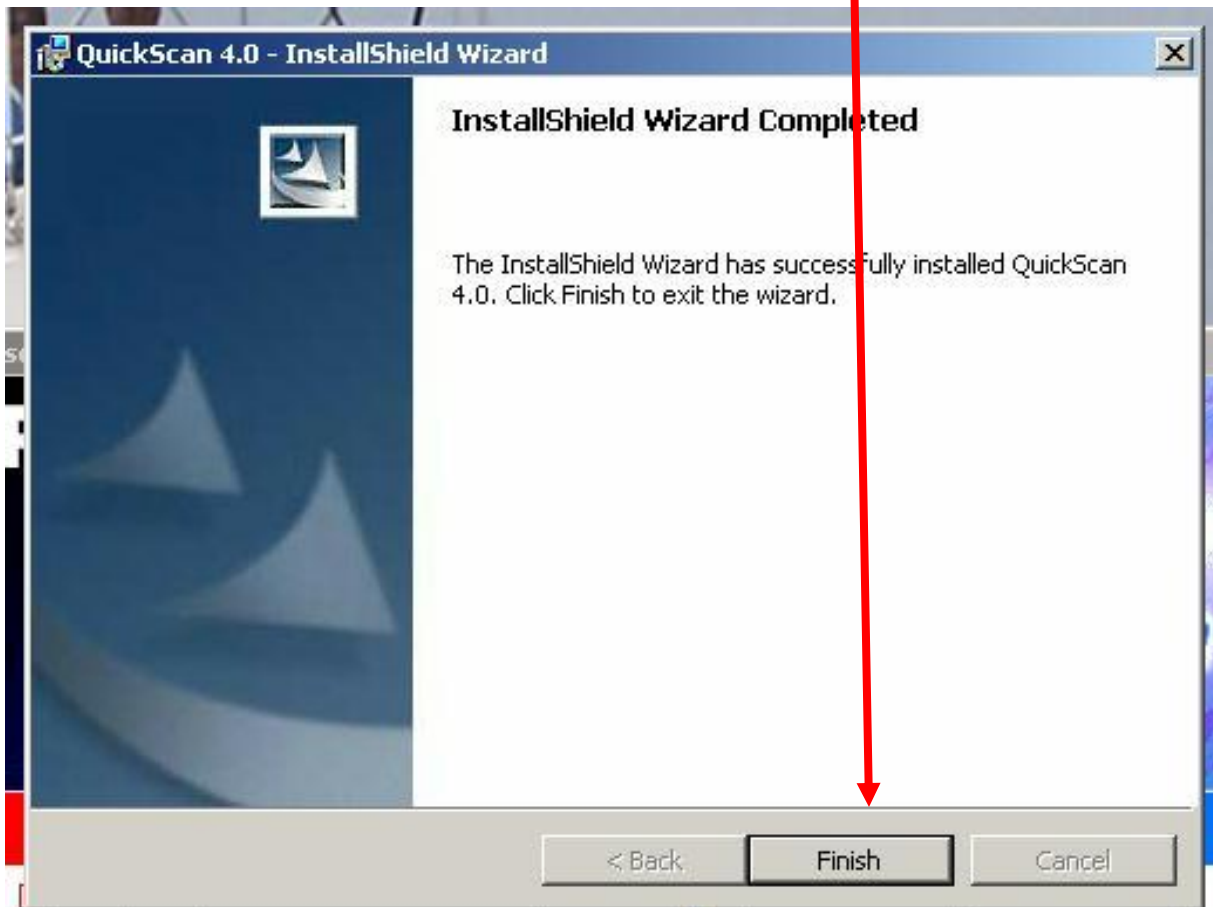 QuickScan 4.0 - InstallShield Wizard
InstallShield Wizard Completed
The InstallShield Wizard has successfully installed QuickScan
4.0. Click Finish to exit the wizard.
< Back
Finish
Cancel